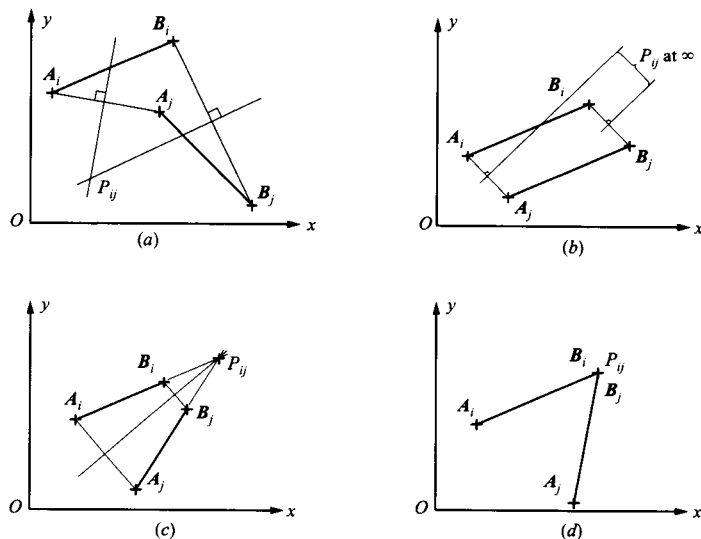 y
B_i
A_i
A_j
P_ij
B_j
O
x
(a)
y
P_ij at ∞
B_i
A_i
B_j
A_j
O
x
(b)
y
B_i
P_ij
A_i
B_j
A_j
O
x
(c)
y
B_i P_ij
B_j
A_i
A_j
O
x
(d)